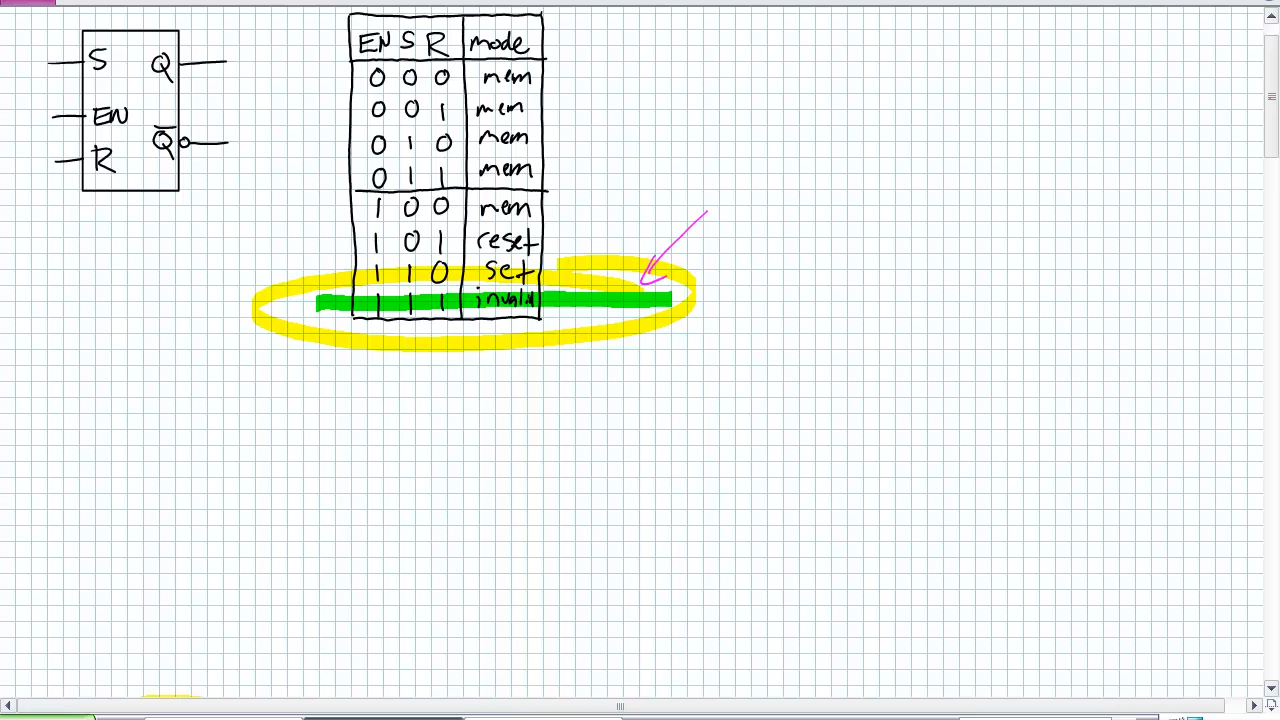 S Q
EN
Q
R
EN S R mode
0 0 0 mem
0 0 1 mem
0 1 0 mem
0 1 1 mem
1 0 0 mem
1 0 1 reset
1 1 0 set
1 1 1 invalid